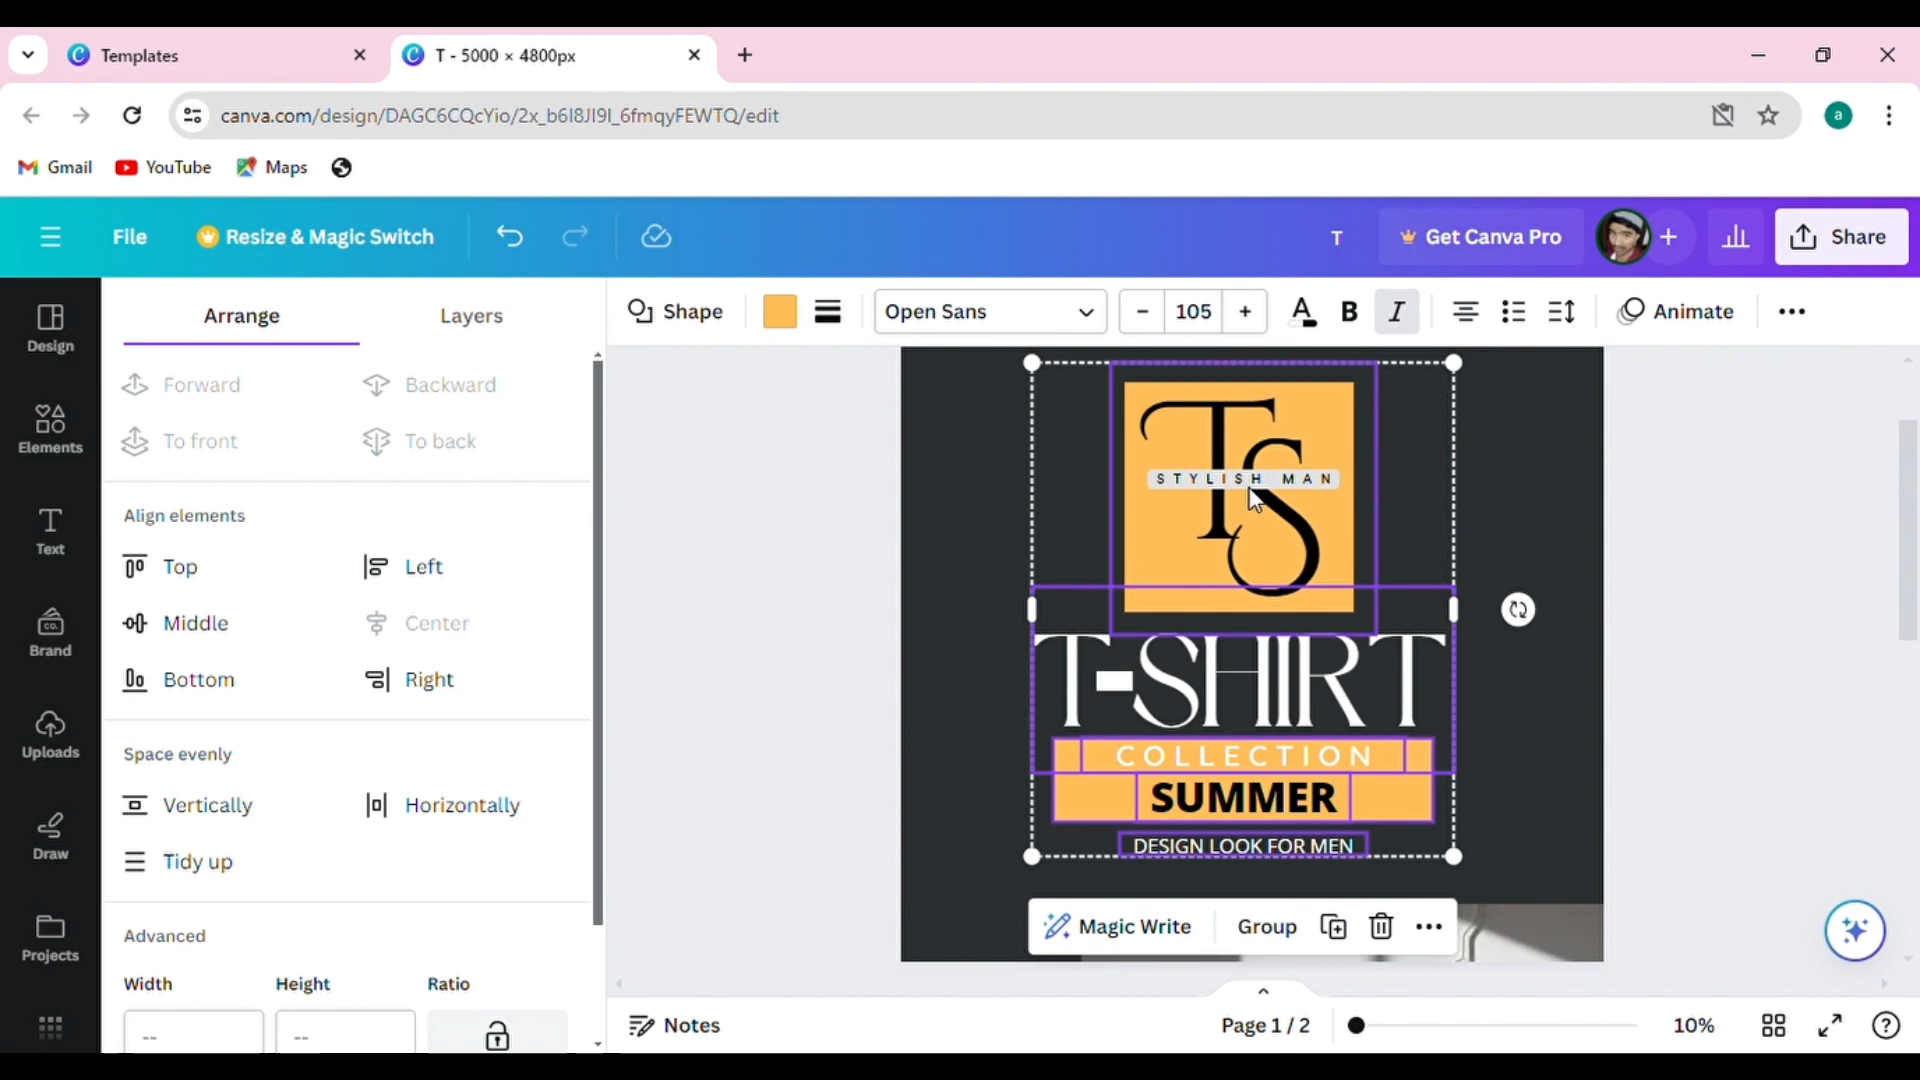 Templates
T - 5000 × 4800px
canva.com/design/DAGC6CQcYio/2x_b6I8JI9I_6fmqyFEWTQ/edit
a
Gmail
YouTube
Maps
File
Resize & Magic Switch
T
Get Canva Pro
Share
Design
Elements
Text
Brand
Uploads
Draw
Projects
Arrange
Layers
Forward
Backward
To front
To back
Align elements
Top
Left
Middle
Center
Bottom
Right
Space evenly
Vertically
Horizontally
Tidy up
Advanced
Width
Height
Ratio
--
--
Shape
Open Sans
105
A
B
I
Animate
TS
STYLISH MAN
T-SHIRT
COLLECTION
SUMMER
DESIGN LOOK FOR MEN
Magic Write
Group
Notes
Page 1 / 2
10%